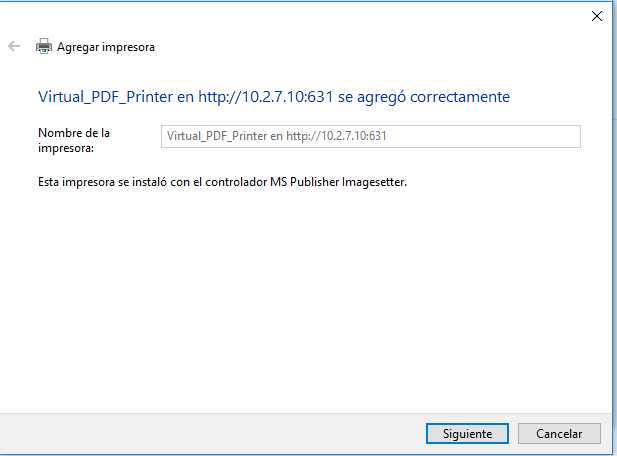 Agregar impresora
Virtual_PDF_Printer en http://10.2.7.10:631 se agregó correctamente
Nombre de la
impresora:
Virtual_PDF_Printer en http://10.2.7.10:631
Esta impresora se instaló con el controlador MS Publisher Imagesetter.
Siguiente
Cancelar